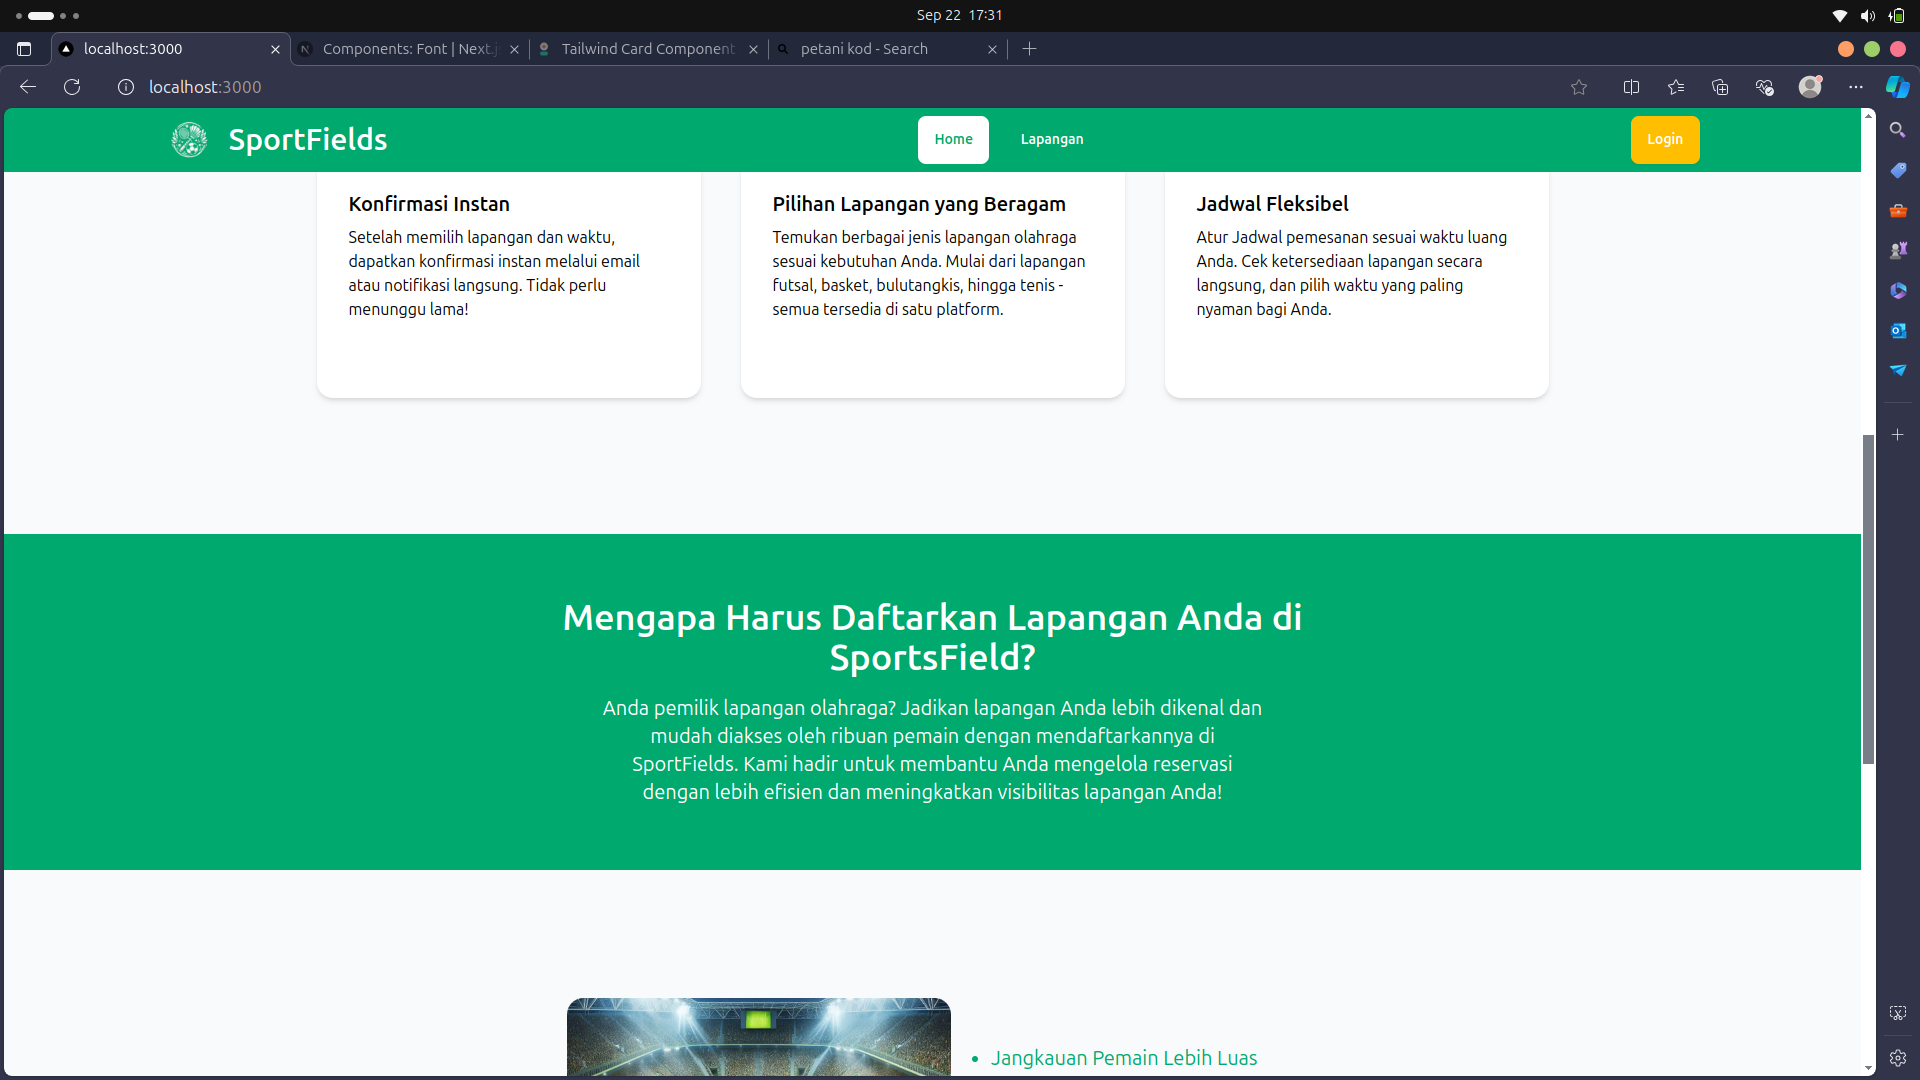 Sep 22 17:31
localhost:3000
Components: Font | Next.js
Tailwind Card Component
petani kod - Search
localhost:3000
SportFields
Home
Lapangan
Login
Konfirmasi Instan
Setelah memilih lapangan dan waktu,
dapatkan konfirmasi instan melalui email
atau notifikasi langsung. Tidak perlu
menunggu lama!
Pilihan Lapangan yang Beragam
Temukan berbagai jenis lapangan olahraga
sesuai kebutuhan Anda. Mulai dari lapangan
futsal, basket, bulutangkis, hingga tenis -
semua tersedia di satu platform.
Jadwal Fleksibel
Atur Jadwal pemesanan sesuai waktu luang
Anda. Cek ketersediaan lapangan secara
langsung, dan pilih waktu yang paling
nyaman bagi Anda.
Mengapa Harus Daftarkan Lapangan Anda di
SportsField?
Anda pemilik lapangan olahraga? Jadikan lapangan Anda lebih dikenal dan
mudah diakses oleh ribuan pemain dengan mendaftarkannya di
SportFields. Kami hadir untuk membantu Anda mengelola reservasi
dengan lebih efisien dan meningkatkan visibilitas lapangan Anda!
• Jangkauan Pemain Lebih Luas